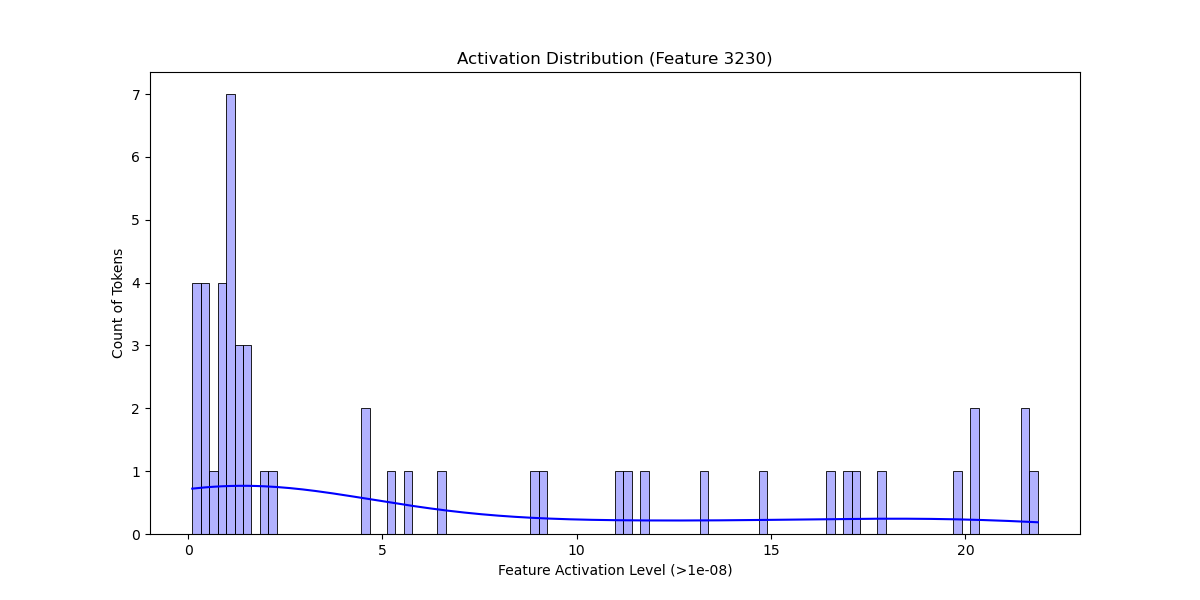 Activation Distribution (Feature 3230)
Count of Tokens
7
6
5
4
3
2
1
0
0 5 10 15 20
Feature Activation Level (>1e-08)